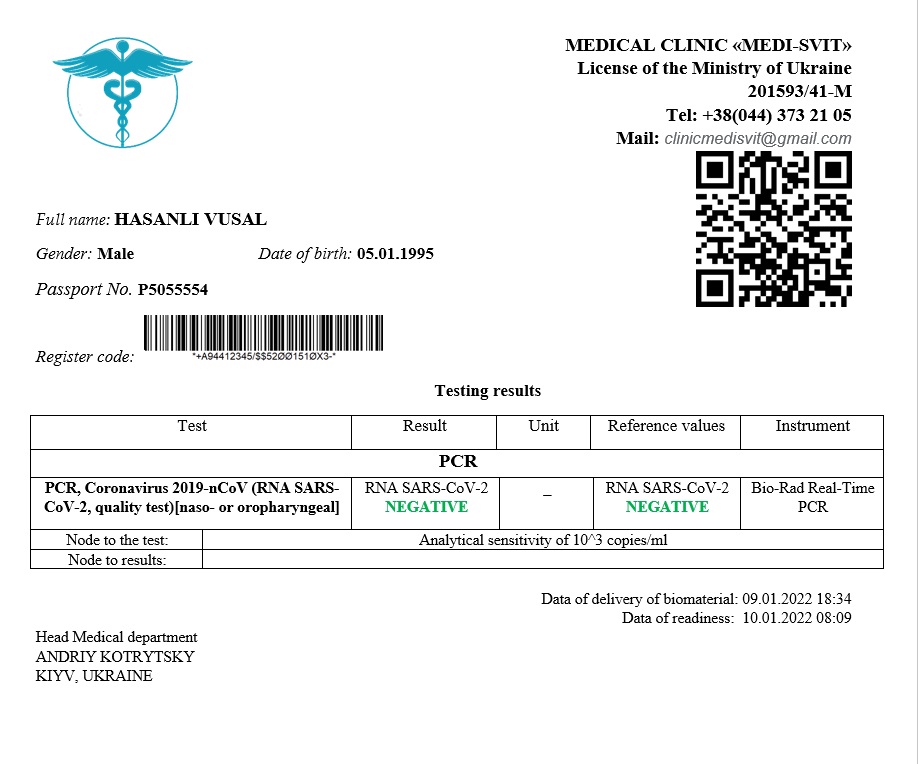 MEDICAL CLINIC «MEDI-SVIT»
License of the Ministry of Ukraine
201593/41-M
Tel: +38(044) 373 21 05
Mail: clinicmedisvit@gmail.com
Full name: HASANLI VUSAL
Gender: Male Date of birth: 05.01.1995
Passport No. P5055554
Register code: *+A94412345/$$52ØØ151ØX3-*
Testing results
Test Result Unit Reference values Instrument
PCR
PCR, Coronavirus 2019-nCoV (RNA SARS- RNA SARS-CoV-2 _ RNA SARS-CoV-2 Bio-Rad Real-Time
CoV-2, quality test)[naso- or oropharyngeal] NEGATIVE NEGATIVE PCR
Node to the test: Analytical sensitivity of 10^3 copies/ml
Node to results:
Data of delivery of biomaterial: 09.01.2022 18:34
Data of readiness: 10.01.2022 08:09
Head Medical department
ANDRIY KOTRYTSKY
KIYV, UKRAINE